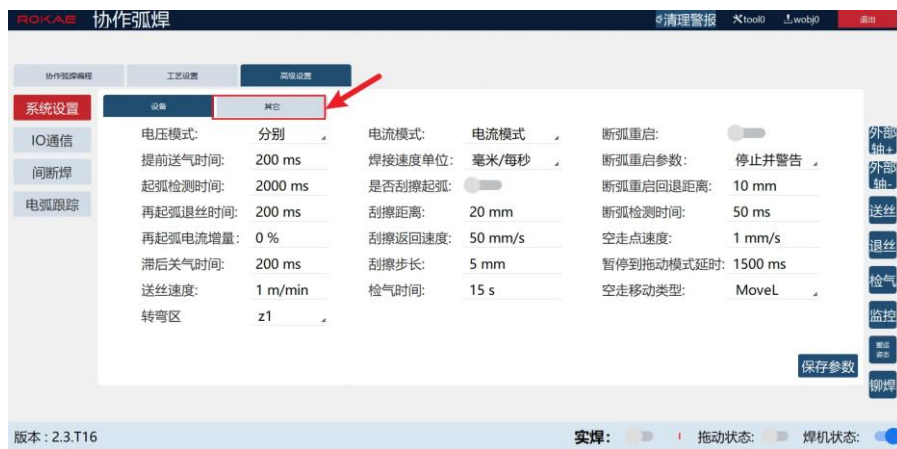 ROKAE 协作弧焊 清理警报 tool0 wobj0 退出
协作弧焊编程 工艺设置 高级设置
系统设置 设备 其它
IO通信
间断焊
电弧跟踪
电压模式: 分别 电流模式: 电流模式 断弧重启:
提前送气时间: 200 ms 焊接速度单位: 毫米/每秒 断弧重启参数: 停止并警告
起弧检测时间: 2000 ms 是否刮擦起弧: 断弧重启回退距离: 10 mm
再起弧退丝时间: 200 ms 刮擦距离: 20 mm 断弧检测时间: 50 ms
再起弧电流增量: 0 % 刮擦返回速度: 50 mm/s 空走点速度: 1 mm/s
滞后关气时间: 200 ms 刮擦步长: 5 mm 暂停到拖动模式延时: 1500 ms
送丝速度: 1 m/min 检气时间: 15 s 空走移动类型: MoveL
转弯区 z1
保存参数
外部轴+
外部轴-
送丝
退丝
检气
监控
铆焊
版本 : 2.3.T16 实焊: 拖动状态: 焊机状态: